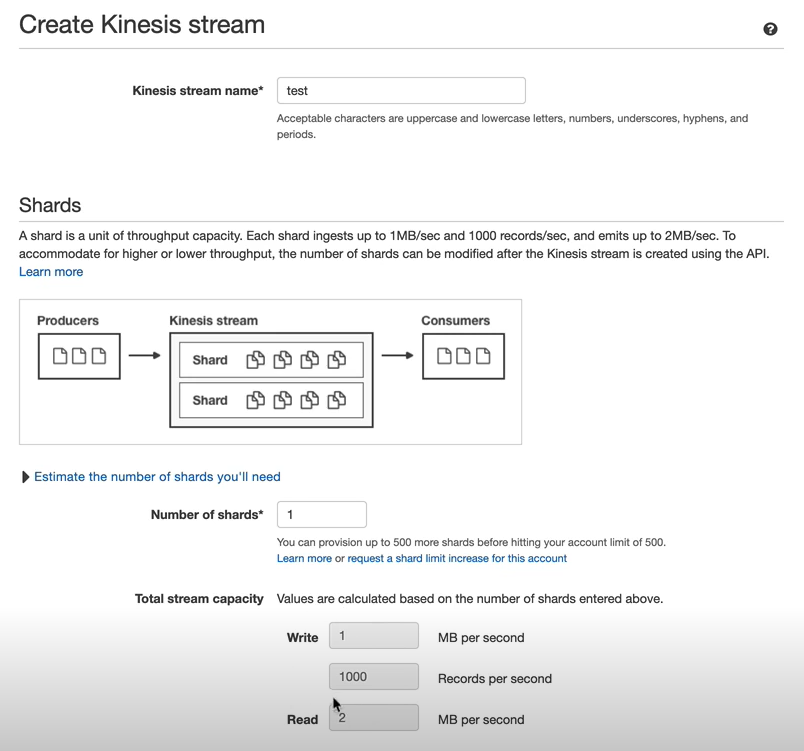 Create Kinesis stream
Kinesis stream name* test
Acceptable characters are uppercase and lowercase letters, numbers, underscores, hyphens, and
periods.
Shards
A shard is a unit of throughput capacity. Each shard ingests up to 1MB/sec and 1000 records/sec, and emits up to 2MB/sec. To
accommodate for higher or lower throughput, the number of shards can be modified after the Kinesis stream is created using the API.
Learn more
Producers Kinesis stream Consumers
Shard
Shard
Estimate the number of shards you'll need
Number of shards* 1
You can provision up to 500 more shards before hitting your account limit of 500.
Learn more or request a shard limit increase for this account
Total stream capacity Values are calculated based on the number of shards entered above.
Write 1 MB per second
1000 Records per second
Read 2 MB per second